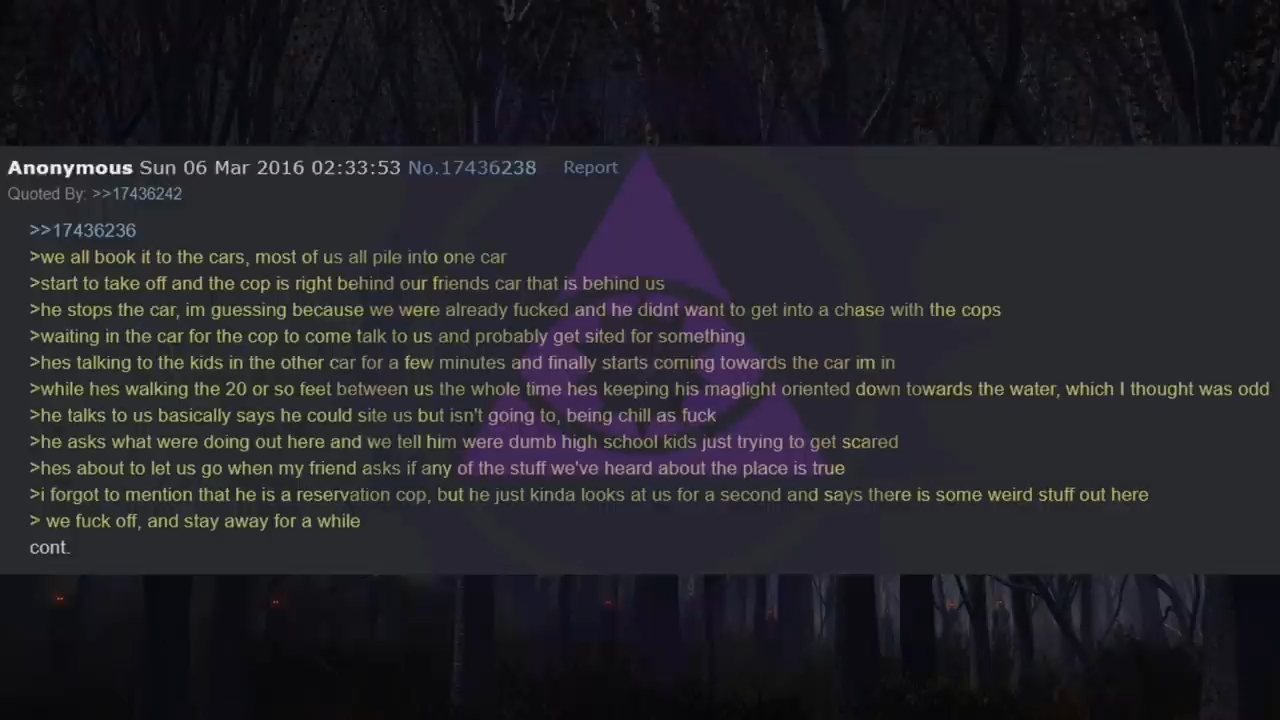 Anonymous Sun 06 Mar 2016 02:33:53 No.17436238 Report
Quoted By: >>17436242
>>17436236
>we all book it to the cars, most of us all pile into one car
>start to take off and the cop is right behind our friends car that is behind us
>he stops the car, im guessing because we were already fucked and he didnt want to get into a chase with the cops
>waiting in the car for the cop to come talk to us and probably get sited for something
>hes talking to the kids in the other car for a few minutes and finally starts coming towards the car im in
>while hes walking the 20 or so feet between us the whole time hes keeping his maglight oriented down towards the water, which I thought was odd
>he talks to us basically says he could site us but isn't going to, being chill as fuck
>he asks what were doing out here and we tell him were dumb high school kids just trying to get scared
>hes about to let us go when my friend asks if any of the stuff we've heard about the place is true
>i forgot to mention that he is a reservation cop, but he just kinda looks at us for a second and says there is some weird stuff out here
> we fuck off, and stay away for a while
cont.